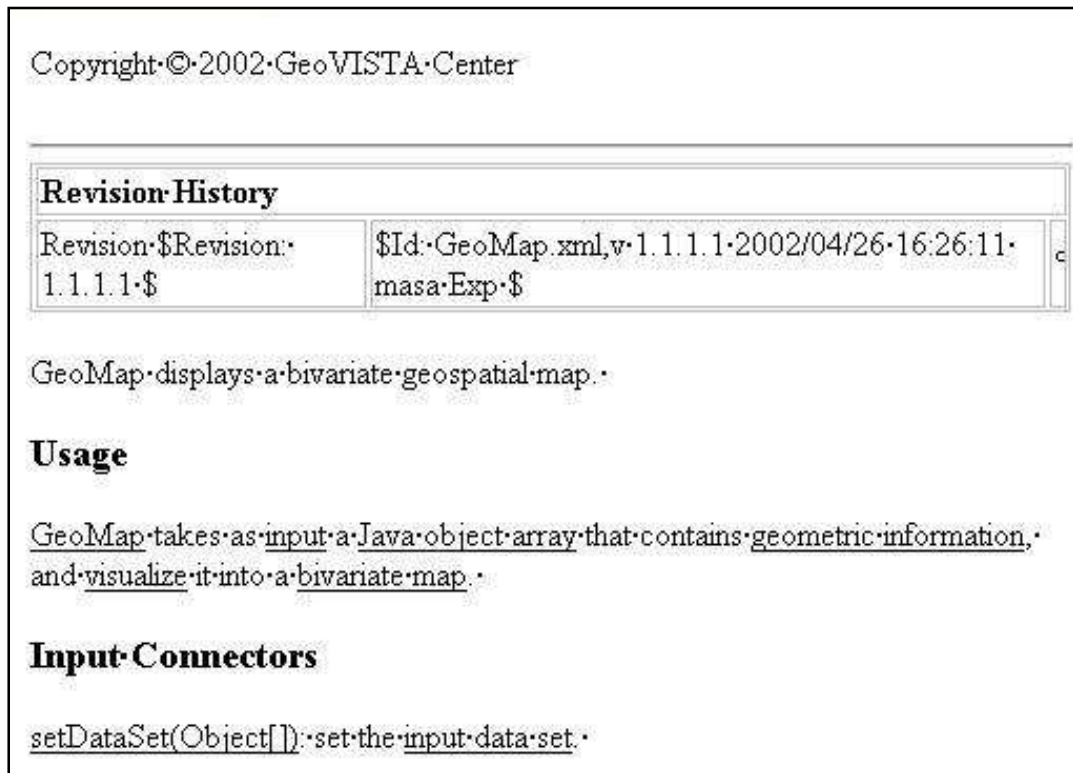 Copyright·©·2002·GeoVISTA·Center
Revision·History
Revision·$Revision:·
1.1.1.1·$
$Id:·GeoMap.xml,v·1.1.1.1·2002/04/26·16:26:11·
masa·Exp·$
GeoMap·displays·a·bivariate·geospatial·map.·
Usage
GeoMap·takes·as·input·a·Java·object·array·that·contains·geometric·information,·
and·visualize·it·into·a·bivariate·map.·
Input·Connectors
setDataSet(Object[]):·set·the·input·data·set.·